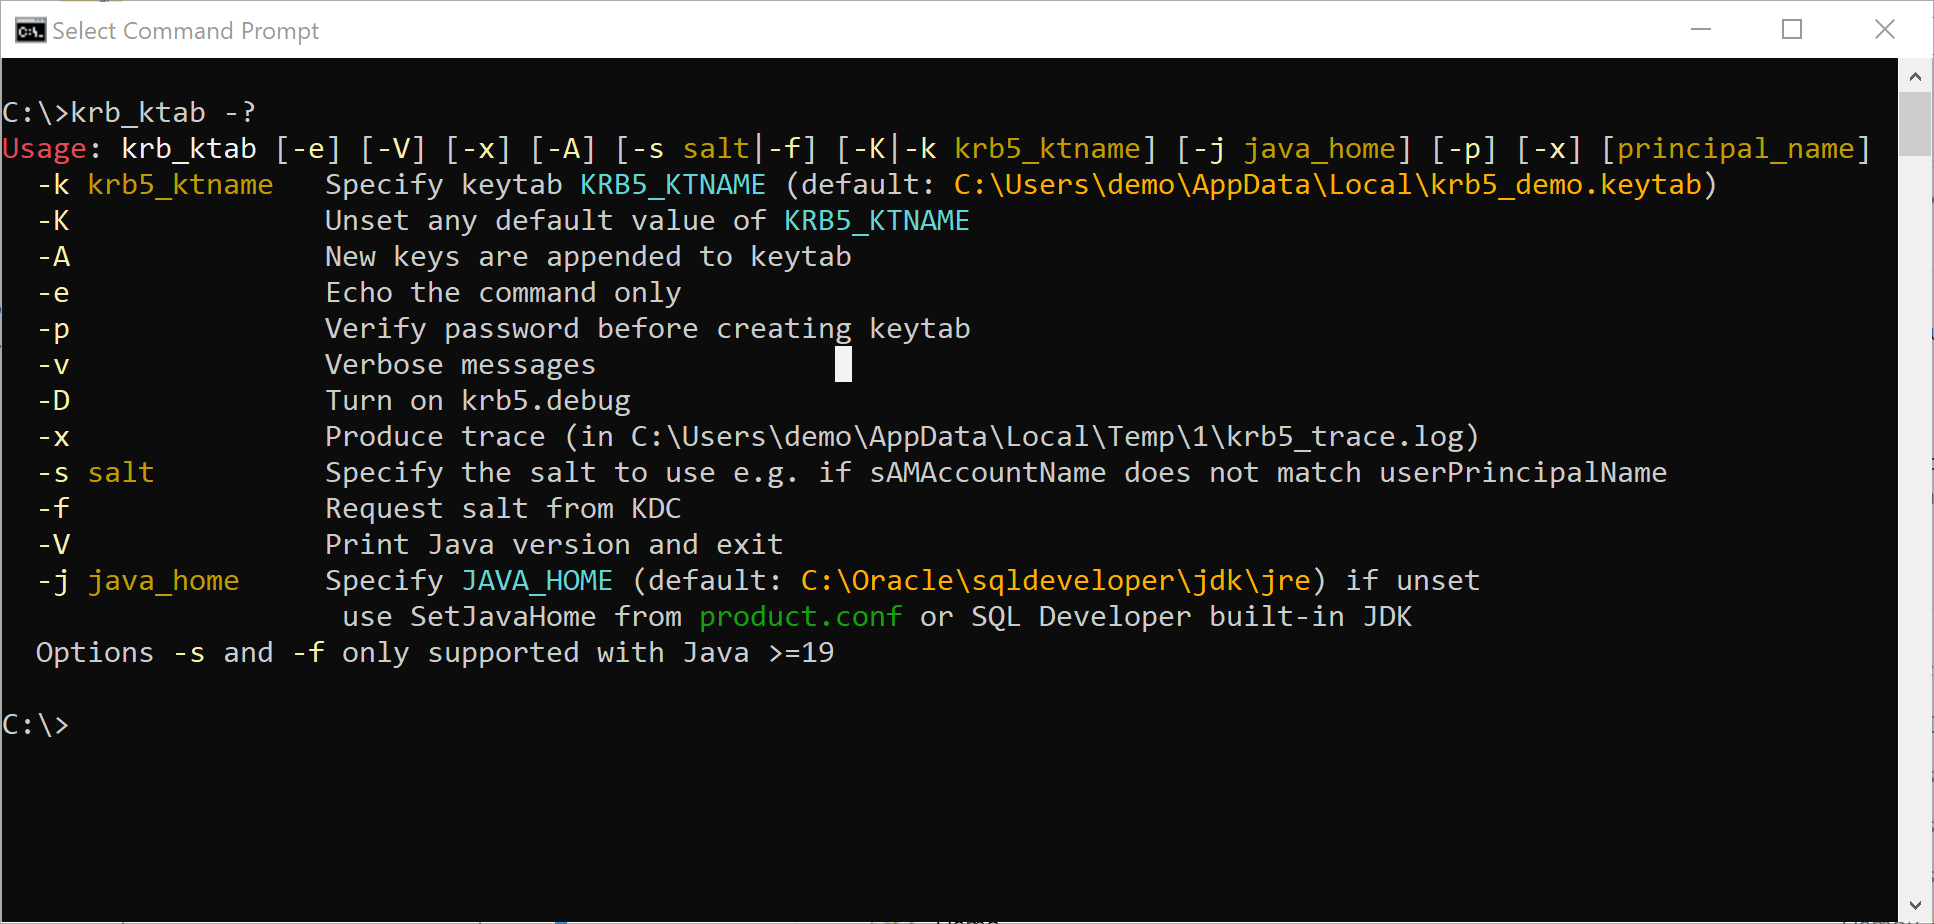 Select Command Prompt
C:\>krb_ktab -?
Usage: krb_ktab [-e] [-V] [-x] [-A] [-s salt|-f] [-K|-k krb5_ktname] [-j java_home] [-p] [-x] [principal_name]
-k krb5_ktname Specify keytab KRB5_KTNAME (default: C:\Users\demo\AppData\Local\krb5_demo.keytab)
-K Unset any default value of KRB5_KTNAME
-A New keys are appended to keytab
-e Echo the command only
-p Verify password before creating keytab
-v Verbose messages
-D Turn on krb5.debug
-x Produce trace (in C:\Users\demo\AppData\Local\Temp\1\krb5_trace.log)
-s salt Specify the salt to use e.g. if sAMAccountName does not match userPrincipalName
-f Request salt from KDC
-V Print Java version and exit
-j java_home Specify JAVA_HOME (default: C:\Oracle\sqldeveloper\jdk\jre) if unset
use SetJavaHome from product.conf or SQL Developer built-in JDK
Options -s and -f only supported with Java >=19
C:\>